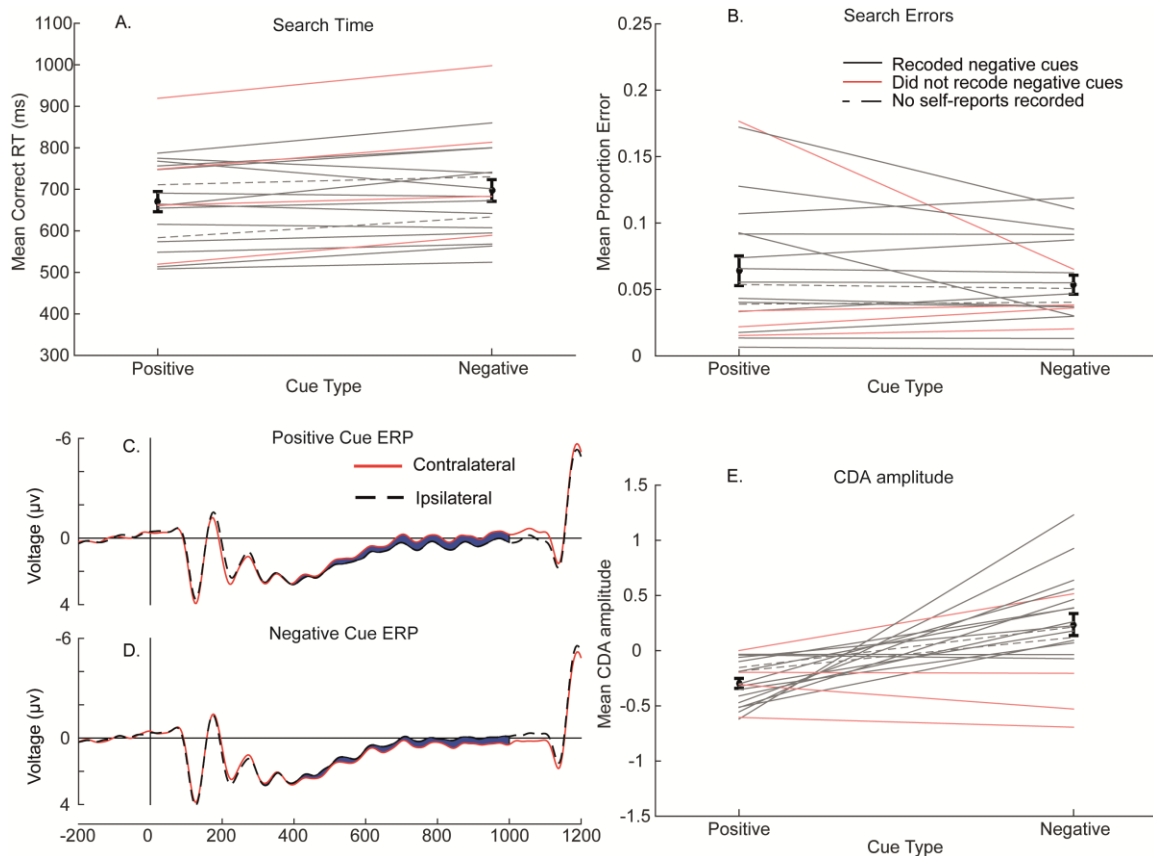 A.
Search Time
1100
1000
900
800
700
600
500
400
300
Mean Correct RT (ms)
Positive
Negative
Cue Type
B.
Search Errors
Recoded negative cues
Did not recode negative cues
No self-reports recorded
0.25
0.2
0.15
0.1
0.05
0
Mean Proportion Error
Positive
Negative
Cue Type
C.
Positive Cue ERP
Contralateral
Ipsilateral
-6
0
4
Voltage (μv)
D.
Negative Cue ERP
-6
0
4
Voltage (μv)
-200
0
200
400
600
800
1000
1200
E.
CDA amplitude
1.5
1
0.5
0
-0.5
-1
-1.5
Mean CDA amplitude
Positive
Negative
Cue Type